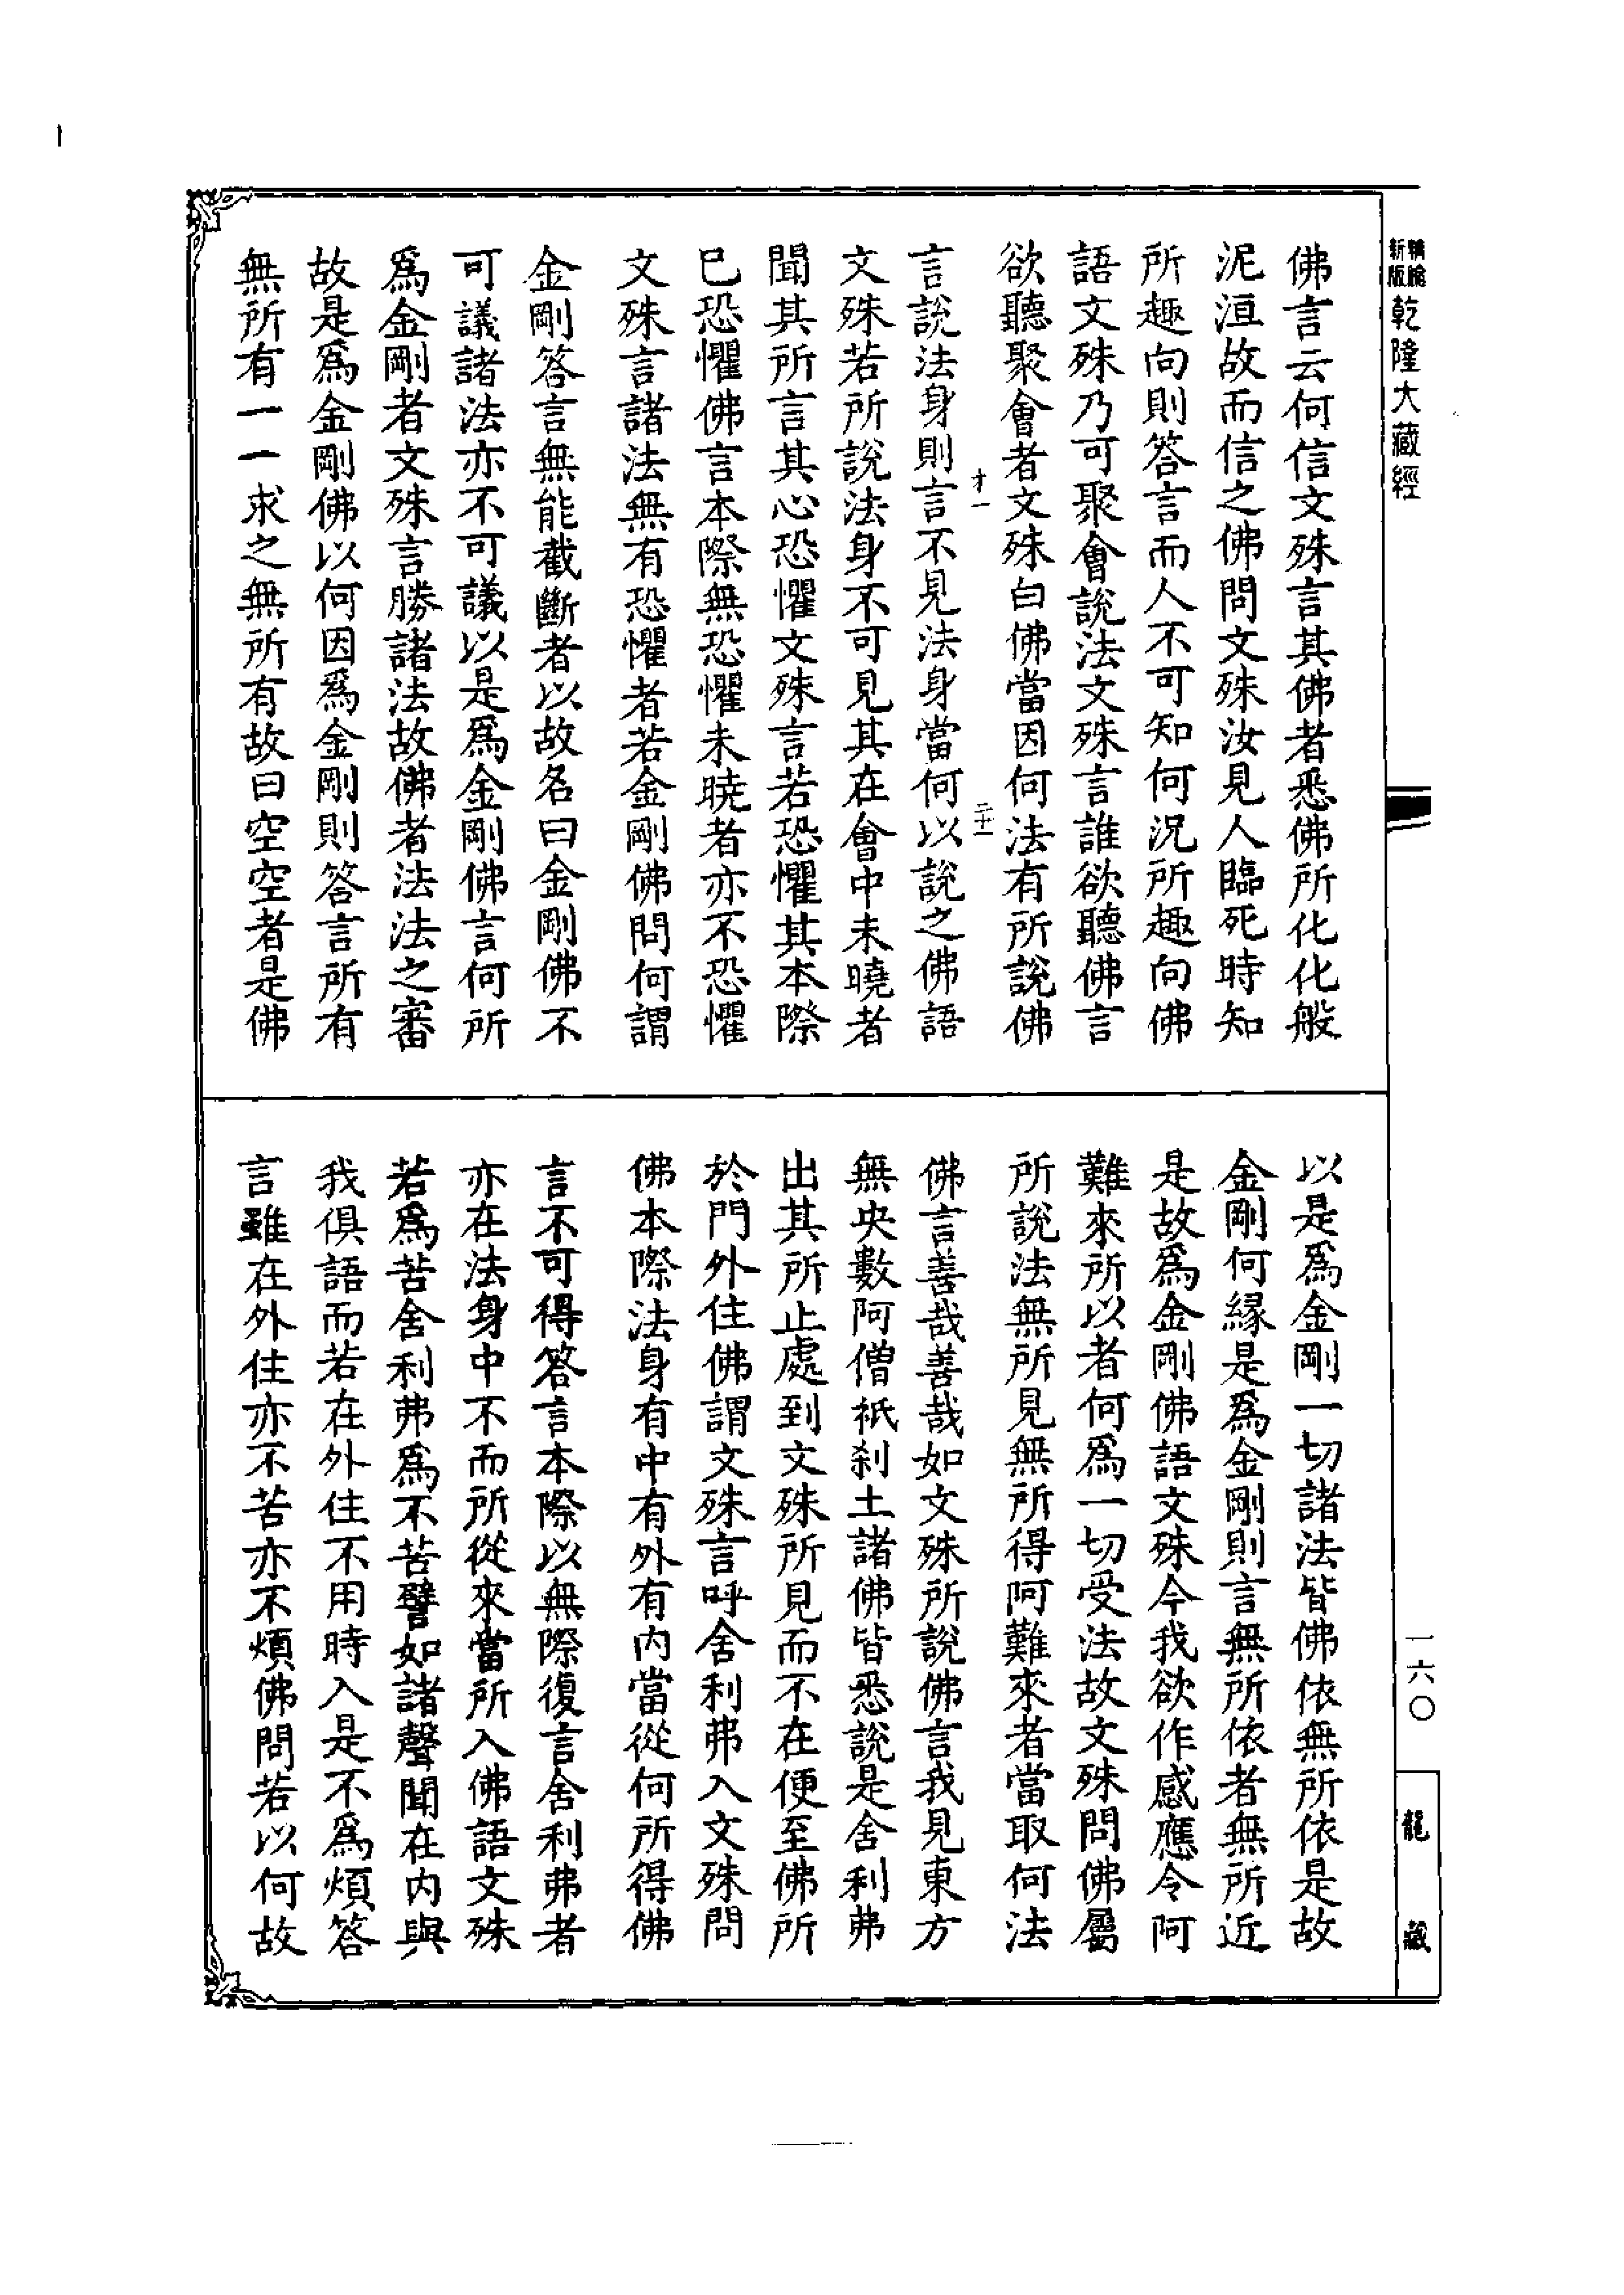 精繪新版乾隆大藏經
佛言云何信文殊言其佛者悉佛所化化般
泥洹故而信之佛問文殊汝見人臨死時知
所趣向則答言而人不可知何況所趣向佛
語文殊乃可聚會說法文殊言誰欲聽佛言
欲聽聚會者文殊白佛當因何法有所說佛
言說法身則言不見法身當何以說之佛語
文殊若所說法身不可見其在會中未曉者
聞其所言其心恐懼文殊言若恐懼其本際
已恐懼佛言本際無恐懼未曉者亦不恐懼
文殊言諸法無有恐懼者若金剛佛問何謂
金剛答言無能截斷者以故名曰金剛佛不
可議諸法亦不可議以是爲金剛佛言何所
爲金剛者文殊言勝諸法故佛者法法之審
故是爲金剛佛以何因爲金剛則答言所有
無所有一一求之無所有故曰空空者是佛
以是爲金剛一切諸法皆佛依無所依是故
金剛何緣是爲金剛則言無所依者無所近
是故爲金剛佛語文殊今我欲作感應令阿
難來所以者何爲一切受法故文殊問佛屬
所說法無所見無所得阿難來者當取何法
佛言善哉善哉如文殊所說佛言我見東方
無央數阿僧祇刹土諸佛皆悉說是舍利弗
出其所止處到文殊所見而不在便至佛所
於門外住佛謂文殊言呼舍利弗入文殊問
佛本際法身有中有外有内當從何所得佛
言不可得答言本際以無際復言舍利弗者
亦在法身中不而所從來當所入佛語文殊
若爲苦舍利弗爲不苦譬如諸聲聞在内與
我俱語而若在外住不用時入是不爲煩答
言雖在外住亦不苦亦不煩佛問若以何故
一六〇
龍藏